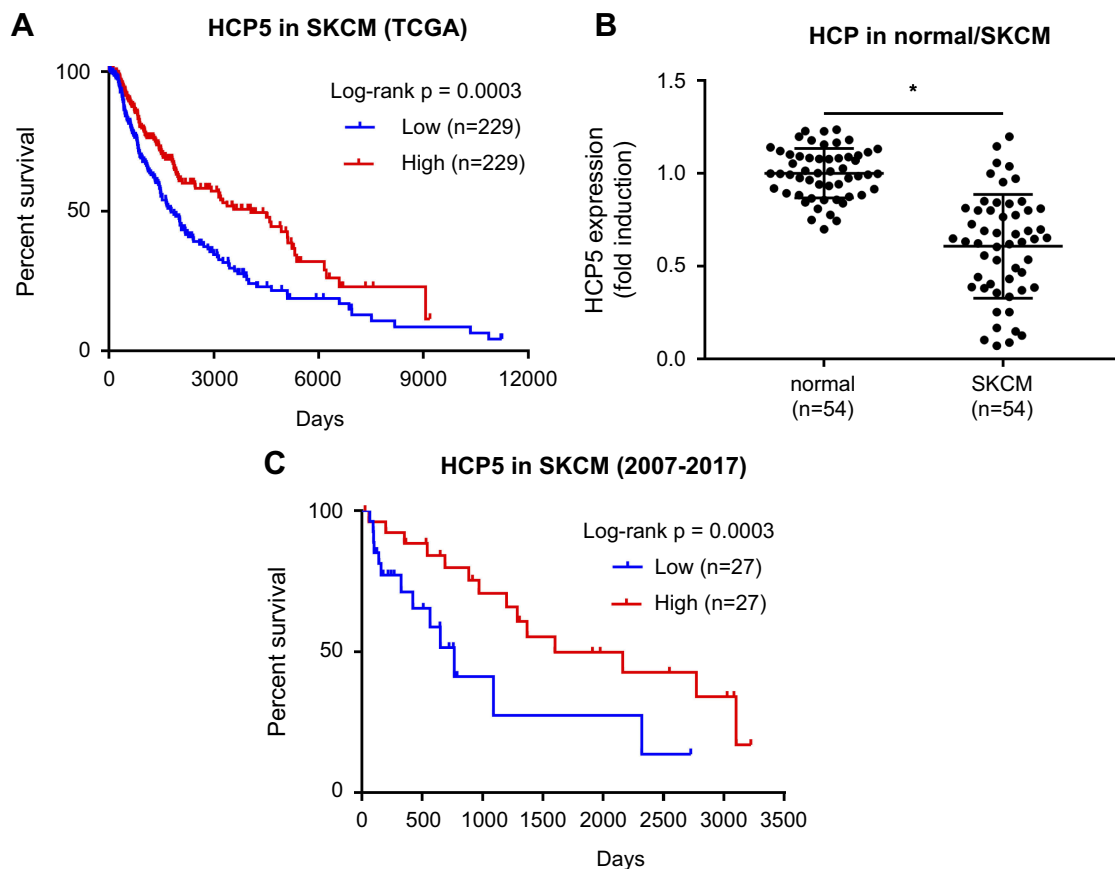 A
HCP5 in SKCM (TCGA)
Log-rank p = 0.0003
Low (n=229)
High (n=229)
Percent survival
100
50
0
0 3000 6000 9000 12000
Days
B
HCP in normal/SKCM
*
HCP5 expression
(fold induction)
1.5
1.0
0.5
0.0
normal SKCM
(n=54) (n=54)
C
HCP5 in SKCM (2007-2017)
Log-rank p = 0.0003
Low (n=27)
High (n=27)
Percent survival
100
50
0
0 500 1000 1500 2000 2500 3000 3500
Days